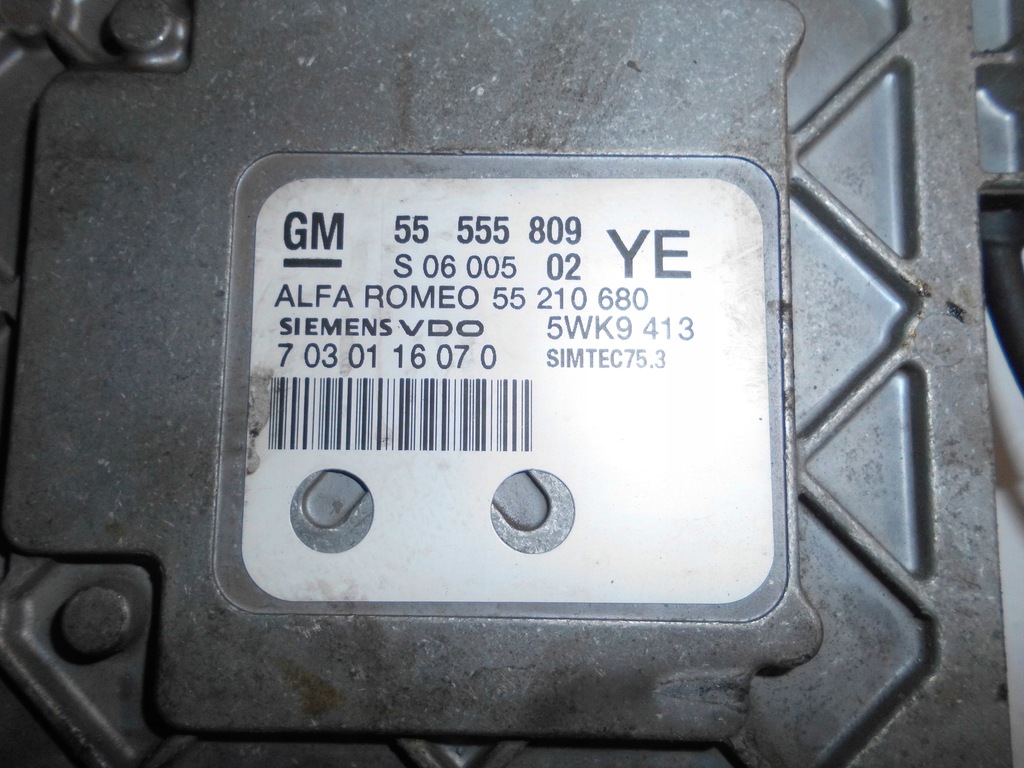 GM 55 555 809 YE
S 06 005 02
ALFA ROMEO 55 210 680
SIEMENS VDO 5WK9 413
7 03 01 16 07 0 SIMTEC75.3